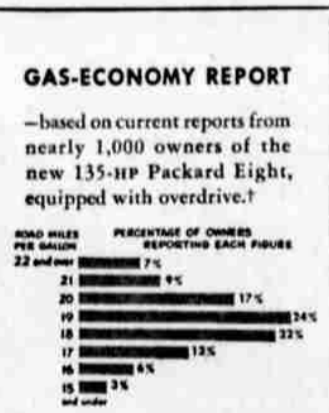 GAS-ECONOMY REPORT
—based on current reports from
nearly 1,000 owners of the
new 135-HP Packard Eight,
equipped with overdrive.†
ROAD MILES PERCENTAGE OF OWNERS
PER GALLON REPORTING EACH FIGURE
22 and over 7%
21 9%
20 17%
19 24%
18 22%
17 12%
16 6%
15 3%
and under